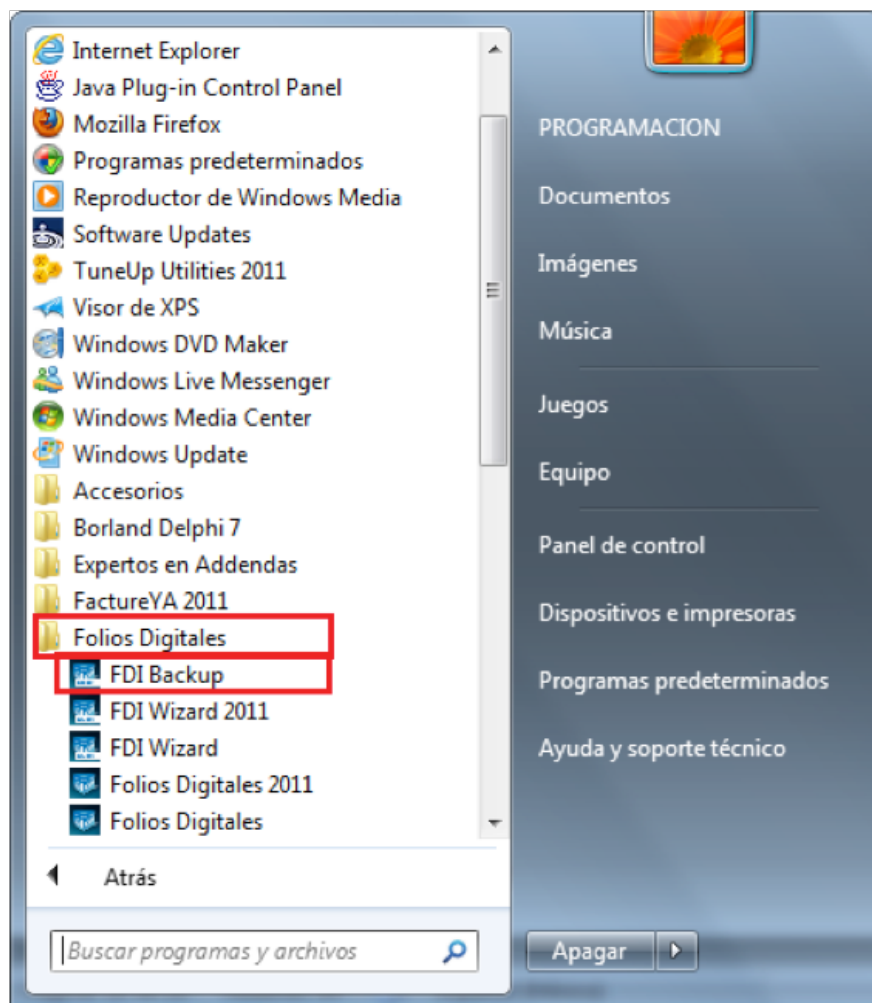 Internet Explorer
Java Plug-in Control Panel
Mozilla Firefox
Programas predeterminados
Reproductor de Windows Media
Software Updates
TuneUp Utilities 2011
Visor de XPS
Windows DVD Maker
Windows Live Messenger
Windows Media Center
Windows Update
Accesorios
Borland Delphi 7
Expertos en Addendas
FactureYA 2011
Folios Digitales
FDI Backup
FDI Wizard 2011
FDI Wizard
Folios Digitales 2011
Folios Digitales
Atrás
Buscar programas y archivos
PROGRAMACION
Documentos
Imágenes
Música
Juegos
Equipo
Panel de control
Dispositivos e impresoras
Programas predeterminados
Ayuda y soporte técnico
Apagar